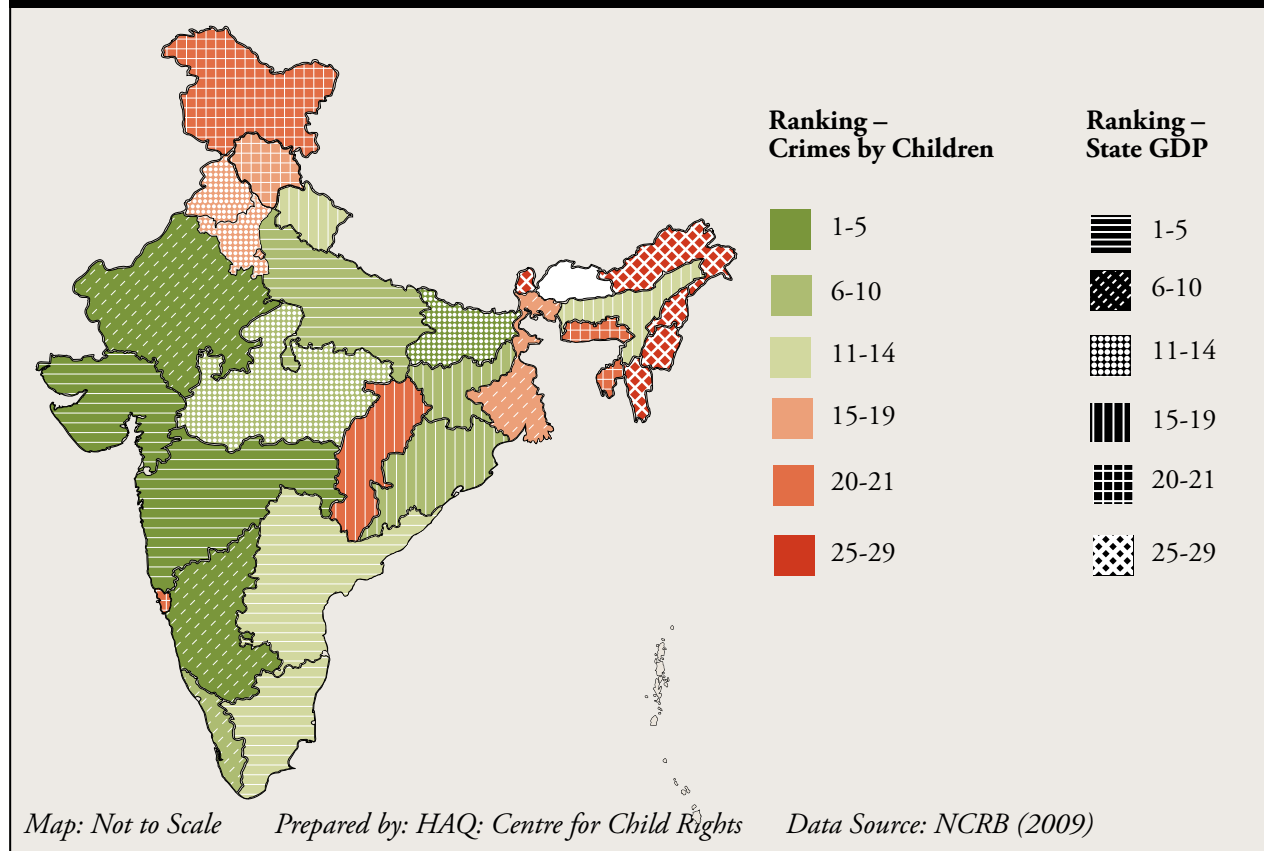 Ranking –
Crimes by Children
1-5
6-10
11-14
15-19
20-21
25-29
Ranking –
State GDP
1-5
6-10
11-14
15-19
20-21
25-29
Map: Not to Scale Prepared by: HAQ: Centre for Child Rights Data Source: NCRB (2009)